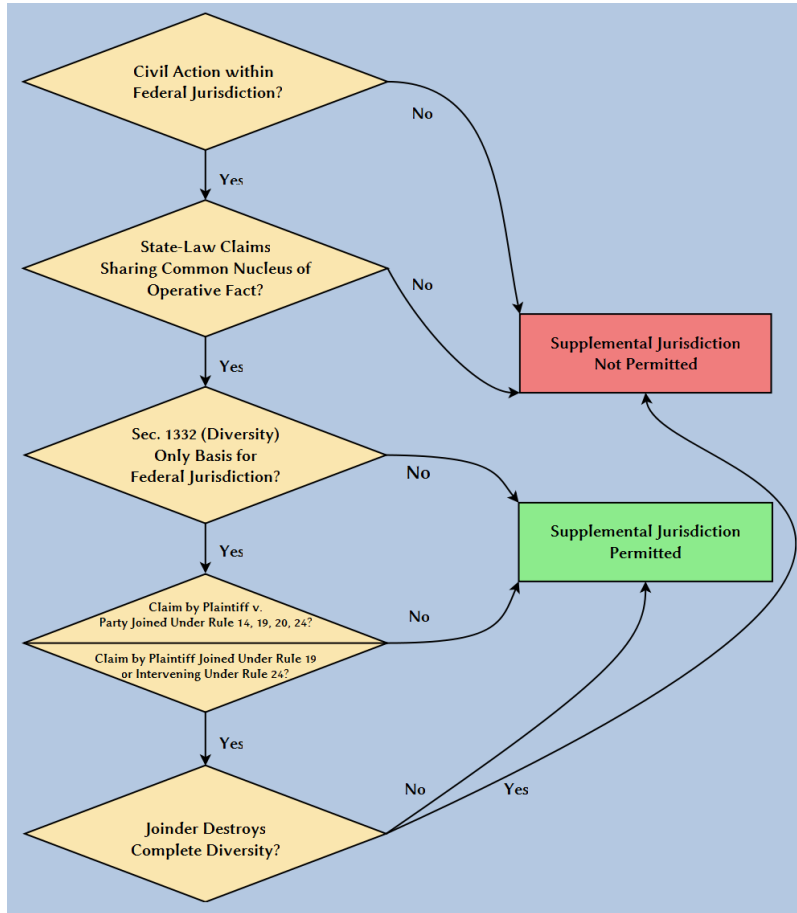 Civil Action within
Federal Jurisdiction?
No
Yes
State-Law Claims
Sharing Common Nucleus of
Operative Fact?
No
Supplemental Jurisdiction
Not Permitted
Yes
Sec. 1332 (Diversity)
Only Basis for
Federal Jurisdiction?
No
Supplemental Jurisdiction
Permitted
Yes
Claim by Plaintiff v.
Party Joined Under Rule 14, 19, 20, 24?
No
Claim by Plaintiff Joined Under Rule 19
or Intervening Under Rule 24?
Yes
No
Yes
Joinder Destroys
Complete Diversity?